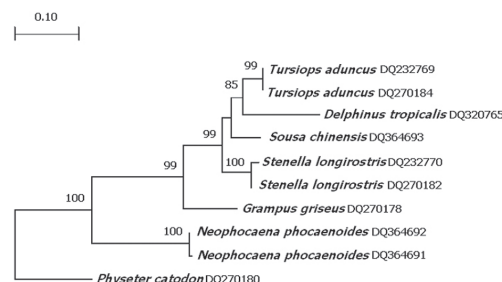 0.10
99
Tursiops aduncus DQ232769
85
Tursiops aduncus DQ270184
Delphinus tropicalis DQ320765
99
Sousa chinensis DQ364693
99
100
Stenella longirostris DQ232770
Stenella longirostris DQ270182
100
Grampus griseus DQ270178
100
Neophocaena phocaenoides DQ364692
Neophocaena phocaenoides DQ364691
Physeter catodon DQ270180